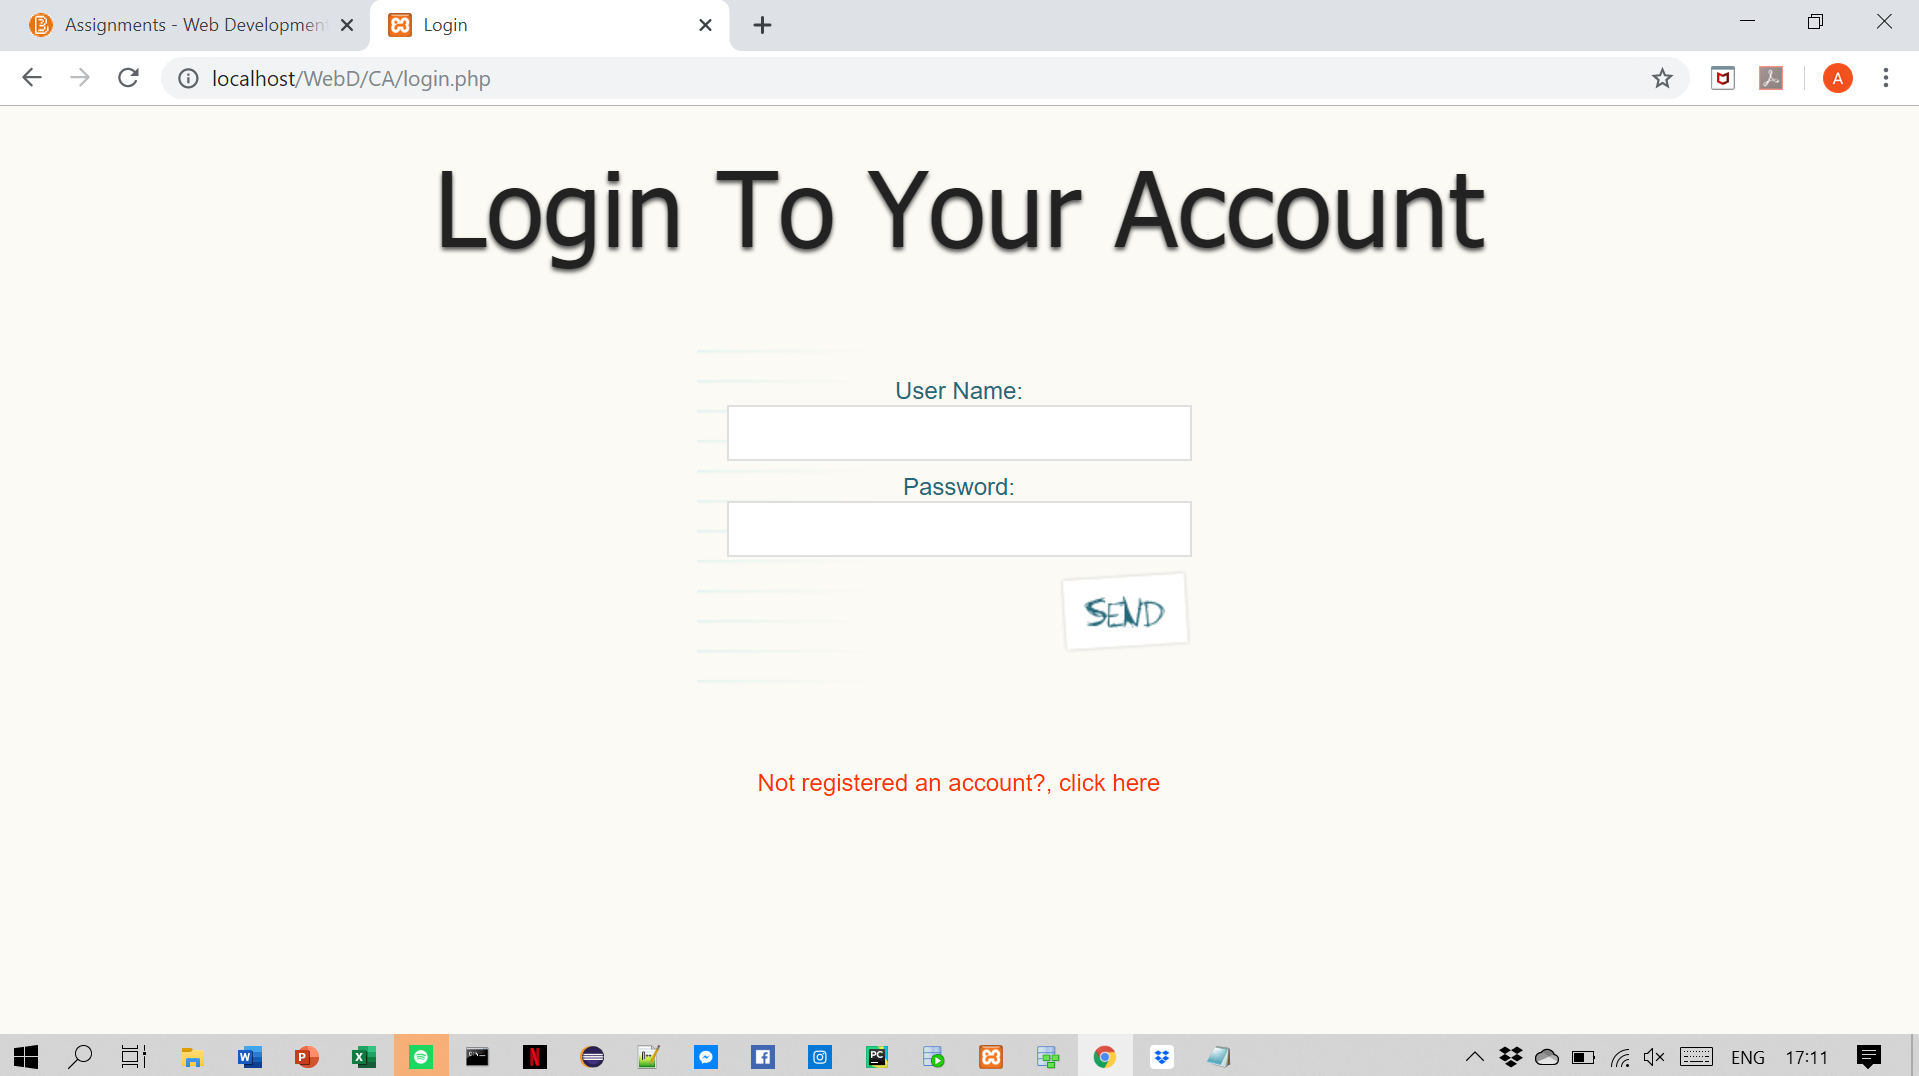 Assignments - Web Developmen
Login
localhost/WebD/CA/login.php
A
Login To Your Account
User Name:
Password:
SEND
Not registered an account?, click here
W
P
X
N
PC
ENG
17:11